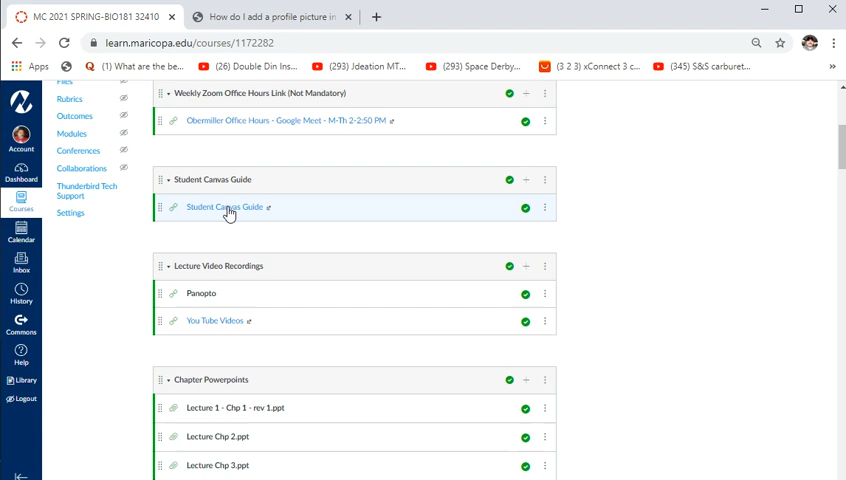 MC 2021 SPRING-BIO181 32410
How do I add a profile picture in
learn.maricopa.edu/courses/1172282
Apps
(1) What are the be...
(26) Double Din Ins...
(293) Jdeation MT...
(293) Space Derby...
(3 2 3) xConnect 3 c...
(345) S&S carburet...
Account
Dashboard
Courses
Calendar
Inbox
History
Commons
Help
Library
Logout
Files
Rubrics
Outcomes
Modules
Conferences
Collaborations
Thunderbird Tech
Support
Settings
Weekly Zoom Office Hours Link (Not Mandatory)
Obermiller Office Hours - Google Meet - M-Th 2-2:50 PM
Student Canvas Guide
Student Canvas Guide
Lecture Video Recordings
Panopto
You Tube Videos
Chapter Powerpoints
Lecture 1 - Chp 1 - rev 1.ppt
Lecture Chp 2.ppt
Lecture Chp 3.ppt